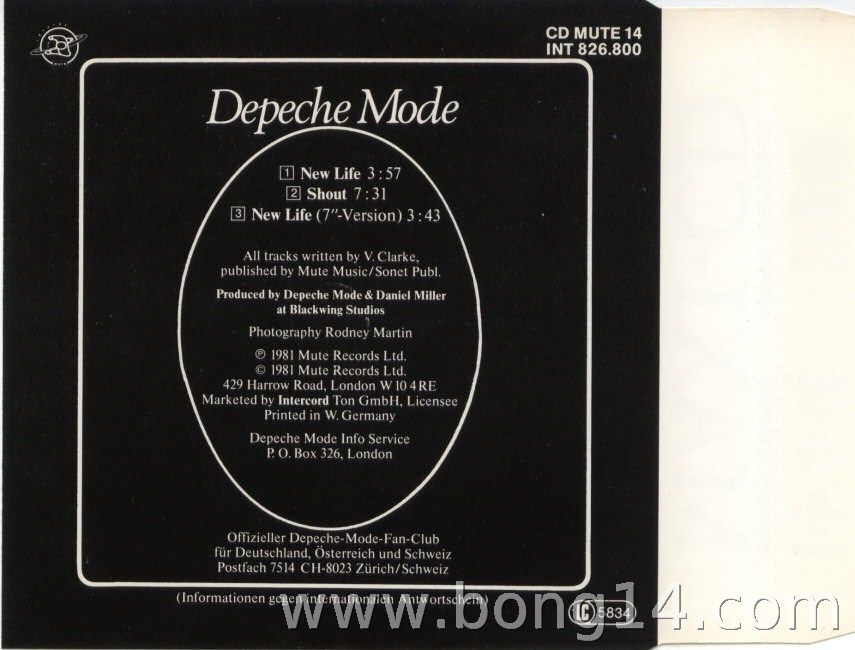 CD MUTE 14
INT 826.800
Depeche Mode
1 New Life 3:57
2 Shout 7:31
3 New Life (7"-Version) 3:43
All tracks written by V. Clarke,
published by Mute Music/Sonet Publ.
Produced by Depeche Mode & Daniel Miller
at Blackwing Studios
Photography Rodney Martin
℗ 1981 Mute Records Ltd.
© 1981 Mute Records Ltd.
429 Harrow Road, London W10 4RE
Marketed by Intercord Ton GmbH, Licensee
Printed in W. Germany
Depeche Mode Info Service
P.O. Box 326, London
Offizieller Depeche-Mode-Fan-Club
für Deutschland, Österreich und Schweiz
Postfach 7514 CH-8023 Zürich/Schweiz
(Informationen gegen internationalen Antwortschein)
LC 5834
www.bong14.com